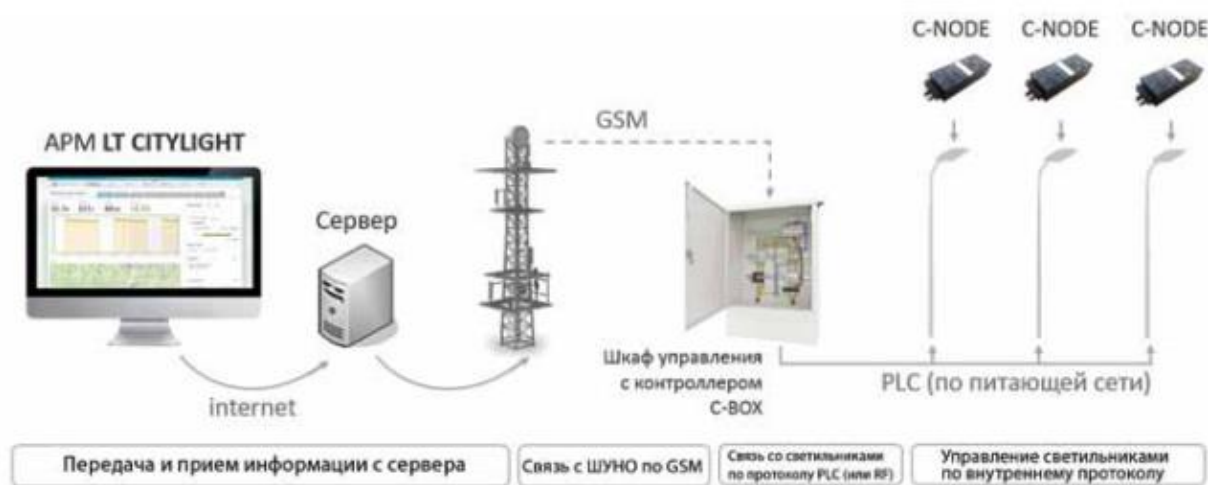 C-NODE C-NODE C-NODE
GSM
АРМ LT CITYLIGHT
Сервер
Шкаф управления
с контроллером
C-BOX
PLC (по питающей сети)
internet
Передача и прием информации с сервера
Связь с ШУНО по GSM
Связь со светильниками
по протоколу PLC (или RF)
Управление светильниками
по внутреннему протоколу